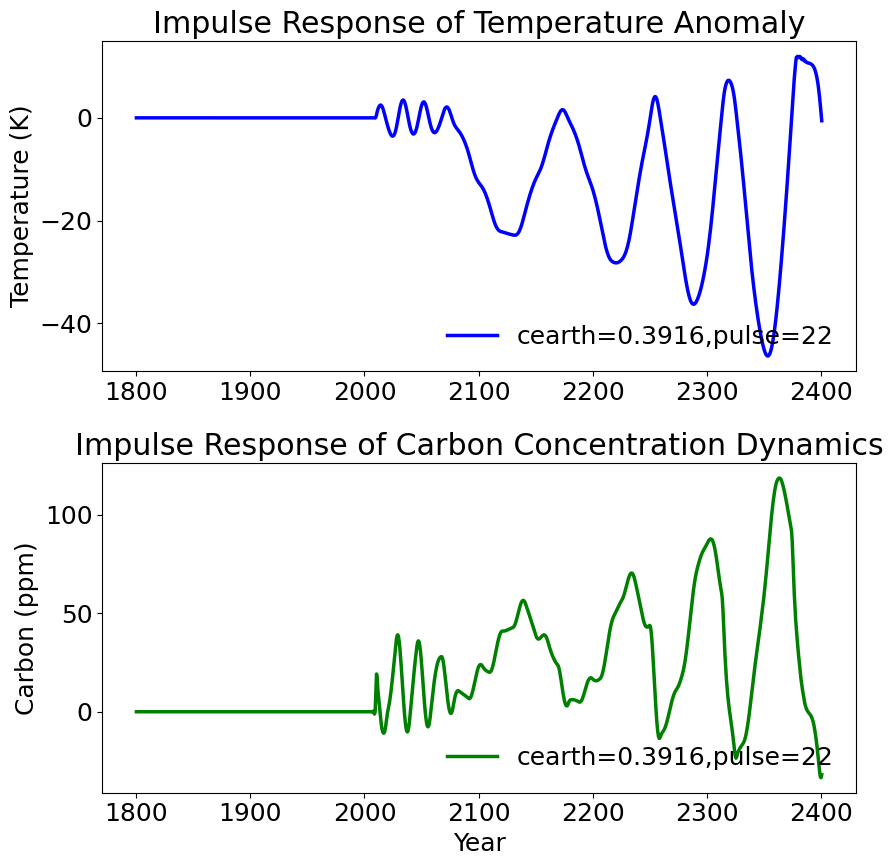 Impulse Response of Temperature Anomaly
Temperature (K)
0
−20
−40
cearth=0.3916,pulse=22
1800 1900 2000 2100 2200 2300 2400
Impulse Response of Carbon Concentration Dynamics
Carbon (ppm)
100
50
0
cearth=0.3916,pulse=22
1800 1900 2000 2100 2200 2300 2400
Year